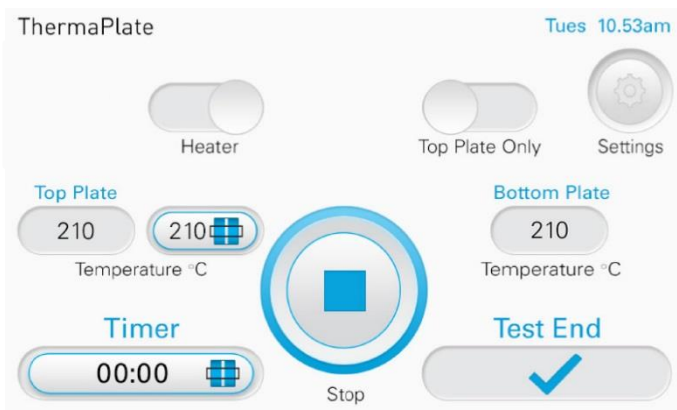 ThermaPlate
Tues 10.53am
Heater
Top Plate Only
Settings
Top Plate
Bottom Plate
210
210
210
Temperature °C
Temperature °C
Timer
Test End
00:00
Stop